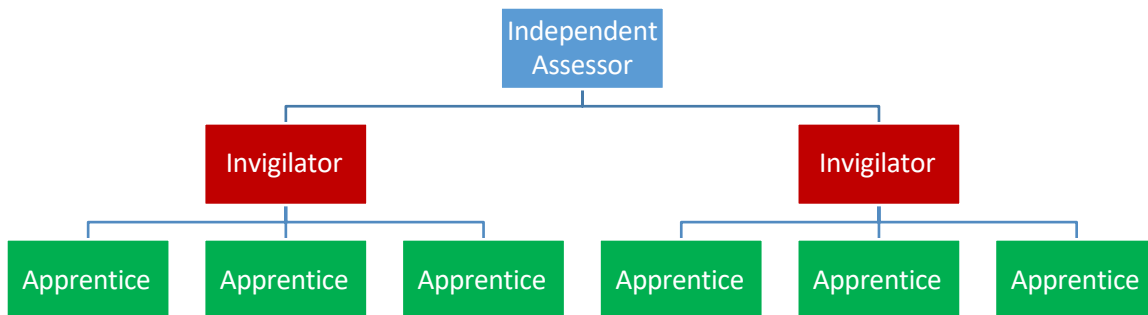 Independent
Assessor
Invigilator
Invigilator
Apprentice
Apprentice
Apprentice
Apprentice
Apprentice
Apprentice